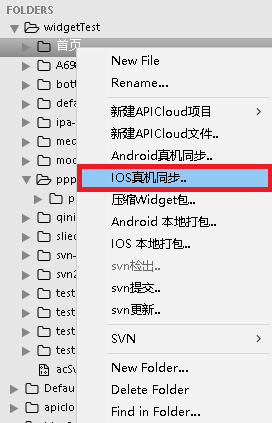 FOLDERS
widgetTest
首页
A69
bott
defa
ipa-
med
mod
ppp
p
qini
slied
svn-
svn2
test
test
test
test
acSv
Defau
apiclo
New File
Rename...
新建APICloud项目
新建APICloud文件..
Android真机同步..
IOS真机同步..
压缩Widget包..
Android 本地打包..
IOS 本地打包..
svn检出..
svn提交..
svn更新..
SVN
New Folder...
Delete Folder
Find in Folder...